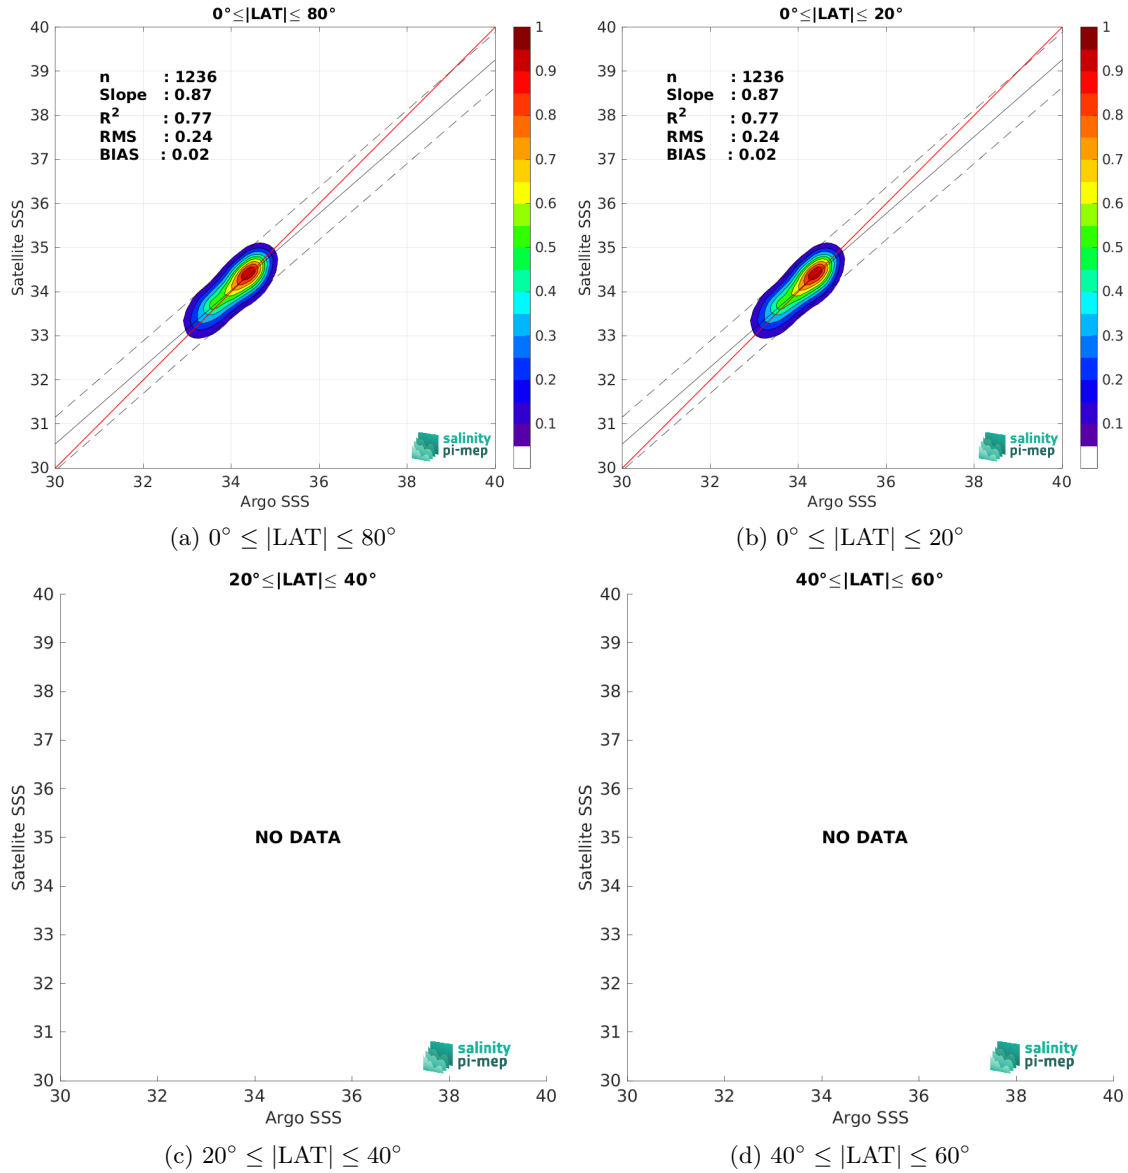 0°≤|LAT|≤ 80°
40
39
38
37
36
35
34
33
32
31
30
Satellite SSS
n : 1236
Slope : 0.87
R² : 0.77
RMS : 0.24
BIAS : 0.02
salinity
pi-mep
30 32 34 36 38 40
Argo SSS
1
0.9
0.8
0.7
0.6
0.5
0.4
0.3
0.2
0.1
(a) 0° ≤ |LAT| ≤ 80°
0°≤|LAT|≤ 20°
40
39
38
37
36
35
34
33
32
31
30
Satellite SSS
n : 1236
Slope : 0.87
R² : 0.77
RMS : 0.24
BIAS : 0.02
salinity
pi-mep
30 32 34 36 38 40
Argo SSS
1
0.9
0.8
0.7
0.6
0.5
0.4
0.3
0.2
0.1
(b) 0° ≤ |LAT| ≤ 20°
20°≤|LAT|≤ 40°
40
39
38
37
36
35
34
33
32
31
30
Satellite SSS
NO DATA
salinity
pi-mep
30 32 34 36 38 40
Argo SSS
(c) 20° ≤ |LAT| ≤ 40°
40°≤|LAT|≤ 60°
40
39
38
37
36
35
34
33
32
31
30
Satellite SSS
NO DATA
salinity
pi-mep
30 32 34 36 38 40
Argo SSS
(d) 40° ≤ |LAT| ≤ 60°